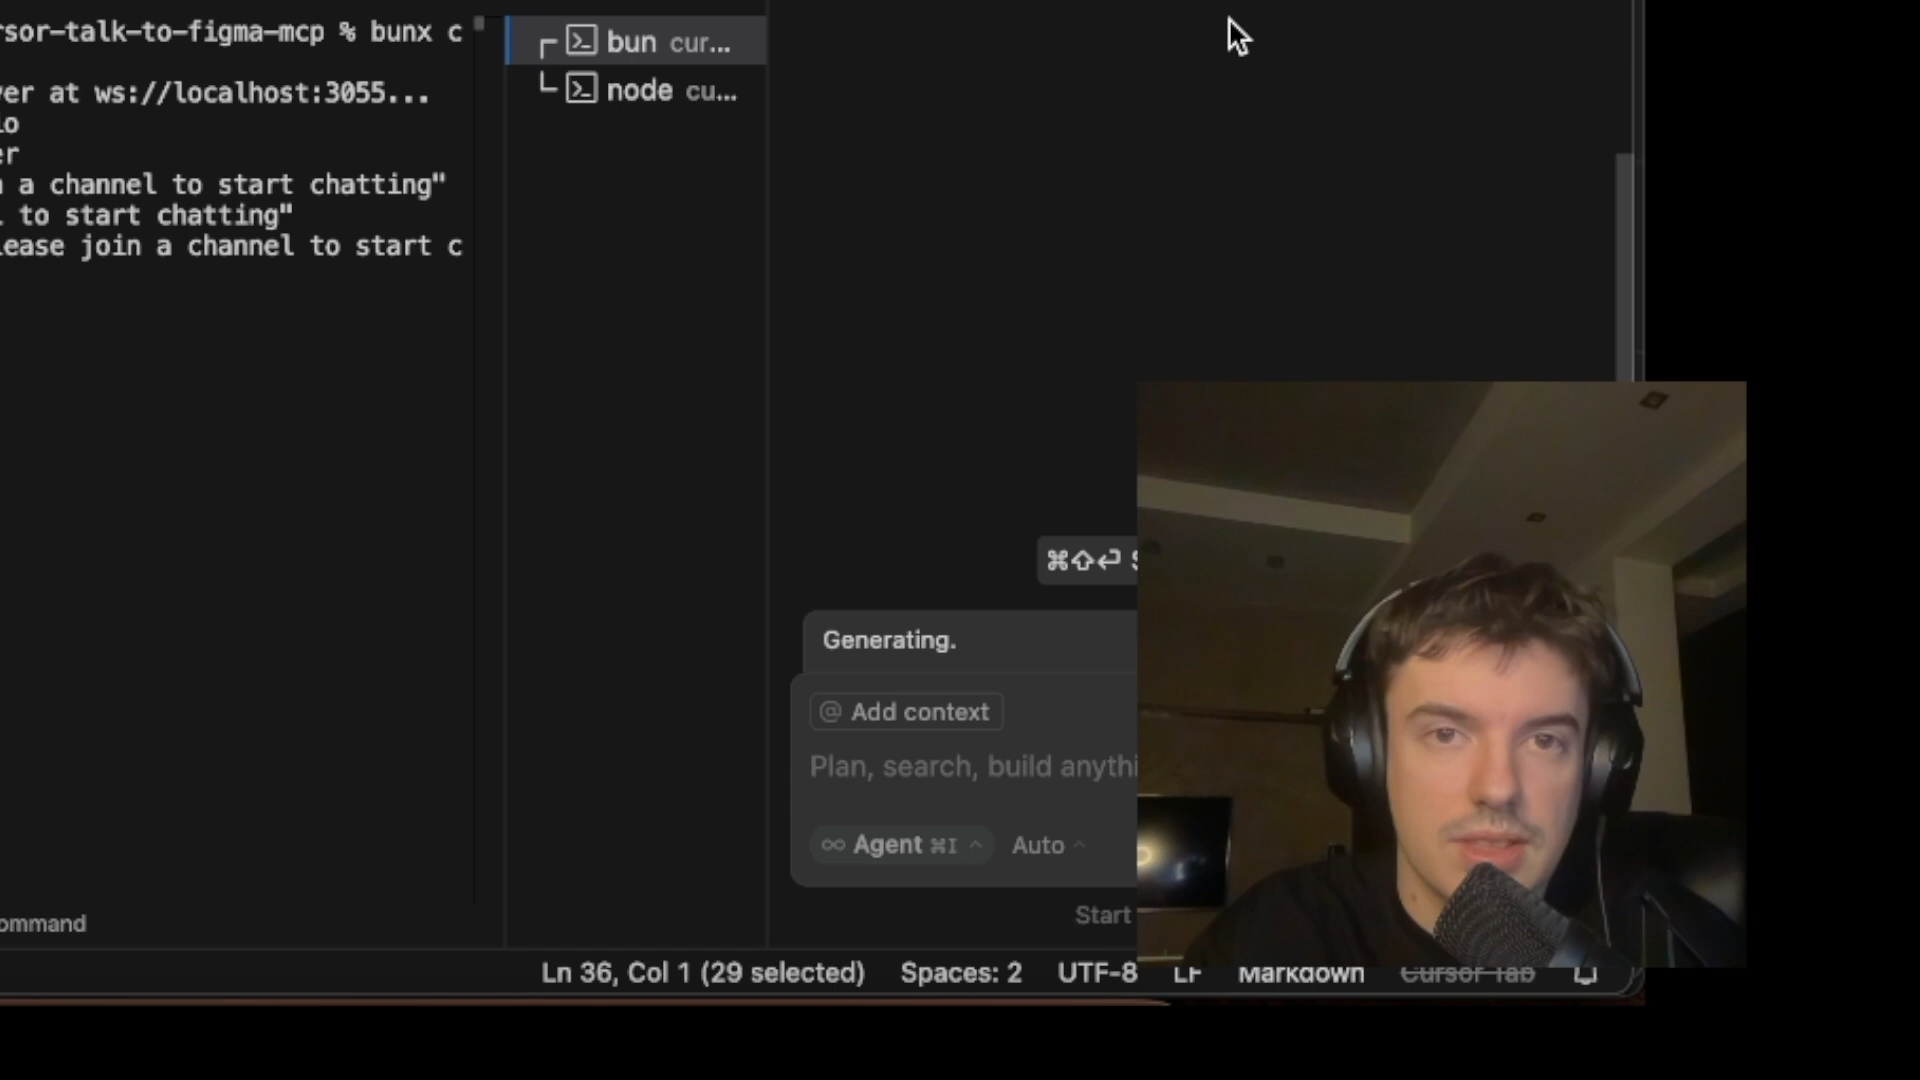 rsor-talk-to-figma-mcp % bunx c
ver at ws://localhost:3055...
lo
er
a channel to start chatting"
to start chatting"
lease join a channel to start c
ommand
bun cur...
node cu...
⌘⇧⏎ S
Generating.
@ Add context
Plan, search, build anythi
∞ Agent ⌘I ^ Auto ^
Start
Ln 36, Col 1 (29 selected) Spaces: 2 UTF-8 LF Markdown Cursor Tab